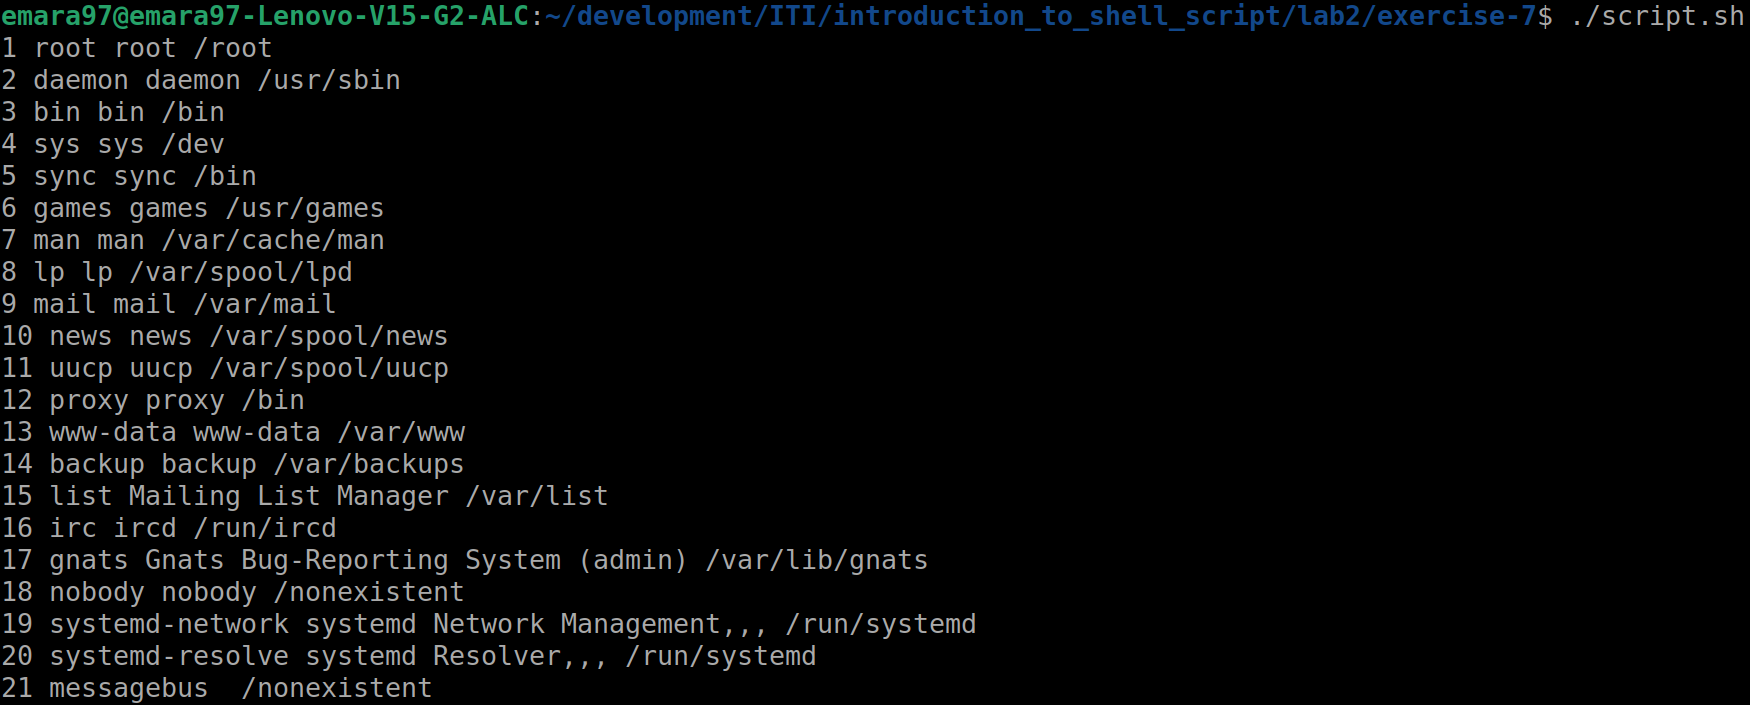 emara97@emara97-Lenovo-V15-G2-ALC:~/development/ITI/introduction_to_shell_script/lab2/exercise-7$ ./script.sh
1 root root /root
2 daemon daemon /usr/sbin
3 bin bin /bin
4 sys sys /dev
5 sync sync /bin
6 games games /usr/games
7 man man /var/cache/man
8 lp lp /var/spool/lpd
9 mail mail /var/mail
10 news news /var/spool/news
11 uucp uucp /var/spool/uucp
12 proxy proxy /bin
13 www-data www-data /var/www
14 backup backup /var/backups
15 list Mailing List Manager /var/list
16 irc ircd /run/ircd
17 gnats Gnats Bug-Reporting System (admin) /var/lib/gnats
18 nobody nobody /nonexistent
19 systemd-network systemd Network Management,,, /run/systemd
20 systemd-resolve systemd Resolver,,, /run/systemd
21 messagebus  /nonexistent